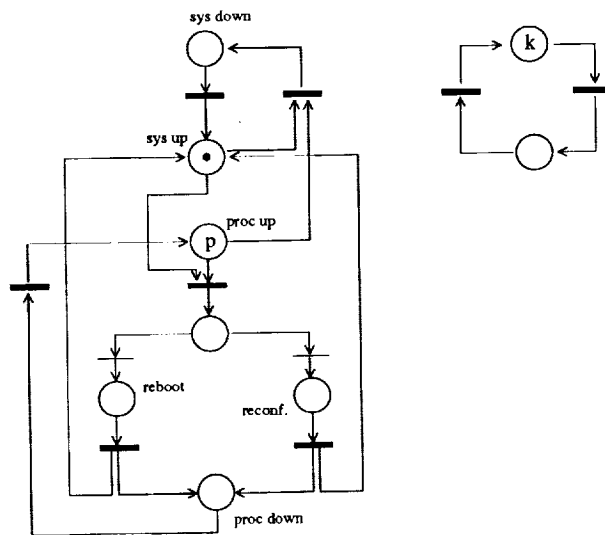 sys down
k
sys up
proc up
p
reboot
reconf.
proc down